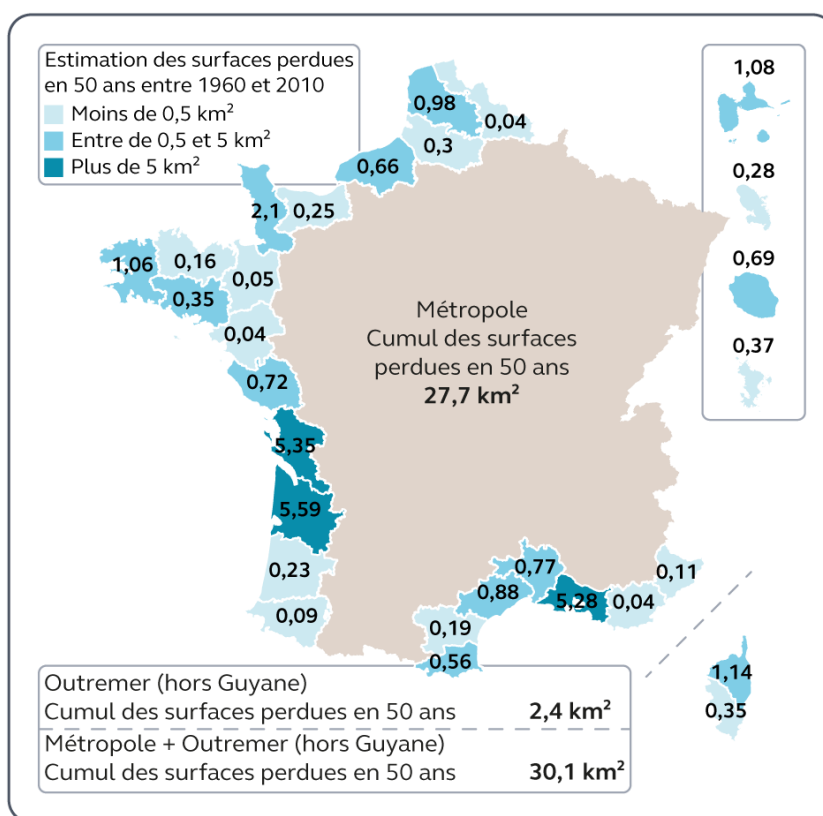 Estimation des surfaces perdues
en 50 ans entre 1960 et 2010
Moins de 0,5 km²
Entre de 0,5 et 5 km²
Plus de 5 km²
0,98
0,04
0,3
0,66
2,1
0,25
1,06
0,16
0,05
0,35
0,04
0,72
5,35
5,59
0,23
0,09
Métropole
Cumul des surfaces
perdues en 50 ans
27,7 km²
0,77
0,88
5,28
0,04
0,11
0,19
0,56
1,14
0,35
1,08
0,28
0,69
0,37
Outremer (hors Guyane)
Cumul des surfaces perdues en 50 ans 2,4 km²
Métropole + Outremer (hors Guyane)
Cumul des surfaces perdues en 50 ans 30,1 km²